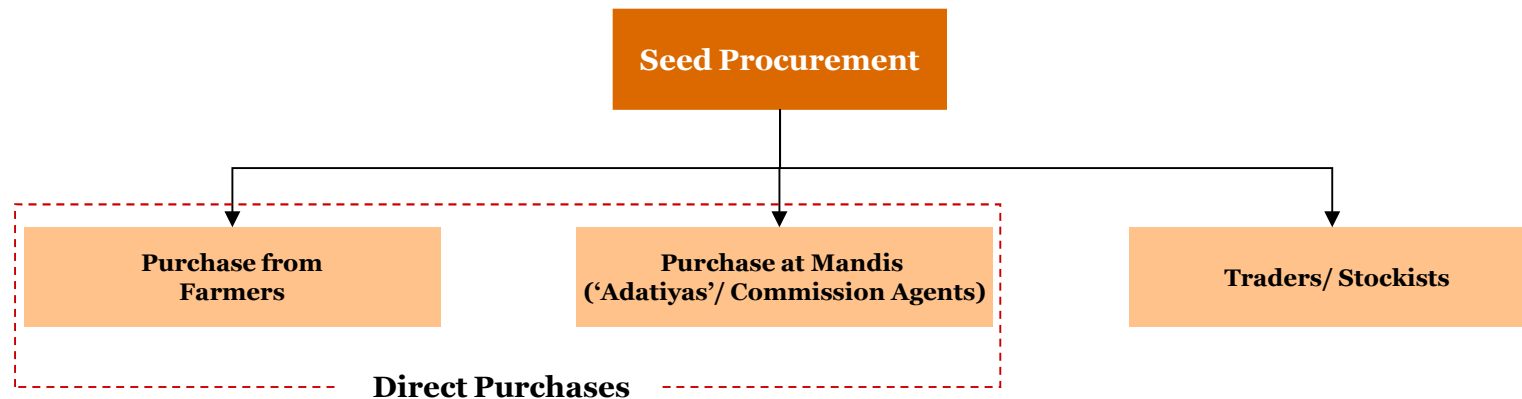 Seed Procurement
Purchase from
Farmers
Purchase at Mandis
(‘Adatiyas’/ Commission Agents)
Traders/ Stockists
Direct Purchases